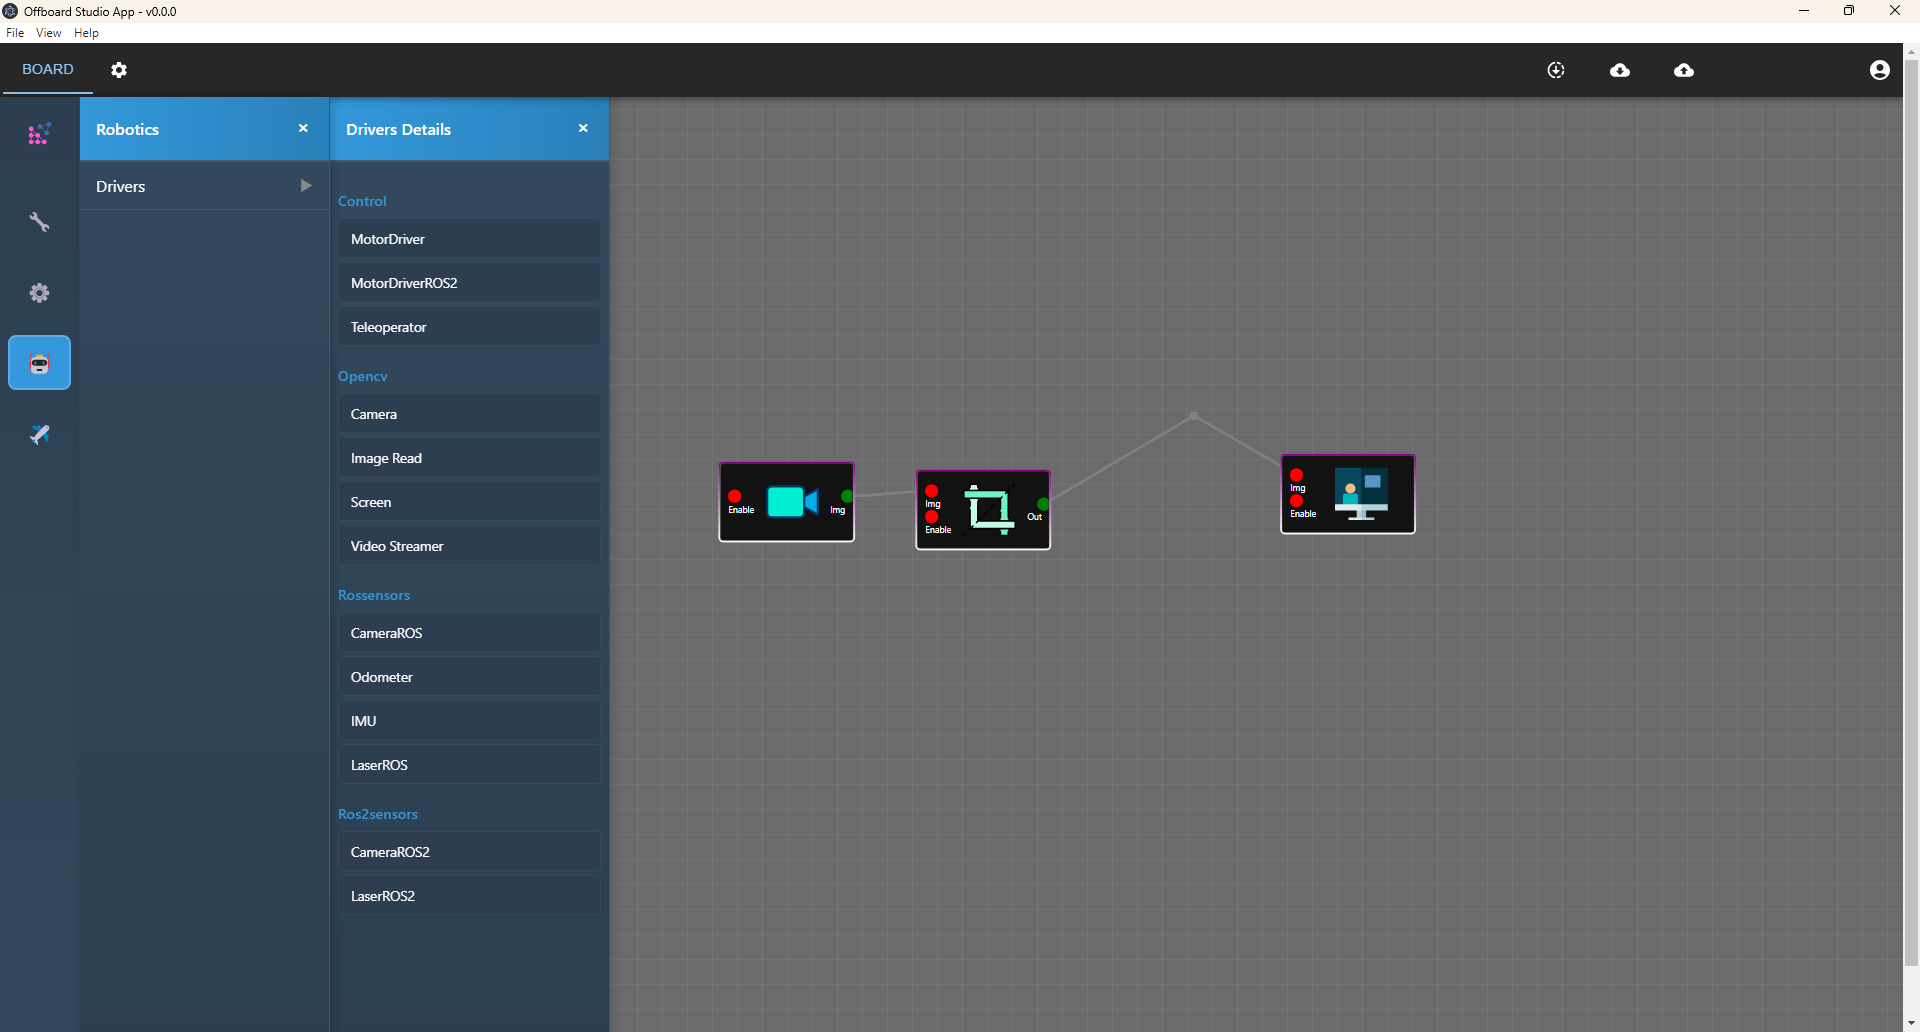 Offboard Studio App - v0.0.0
File View Help
BOARD
Robotics
Drivers Details
Drivers
Control
MotorDriver
MotorDriverROS2
Teleoperator
Opencv
Camera
Image Read
Screen
Video Streamer
Rossensors
CameraROS
Odometer
IMU
LaserROS
Ros2sensors
CameraROS2
LaserROS2
Enable
Img
Img
Enable
Out
Img
Enable